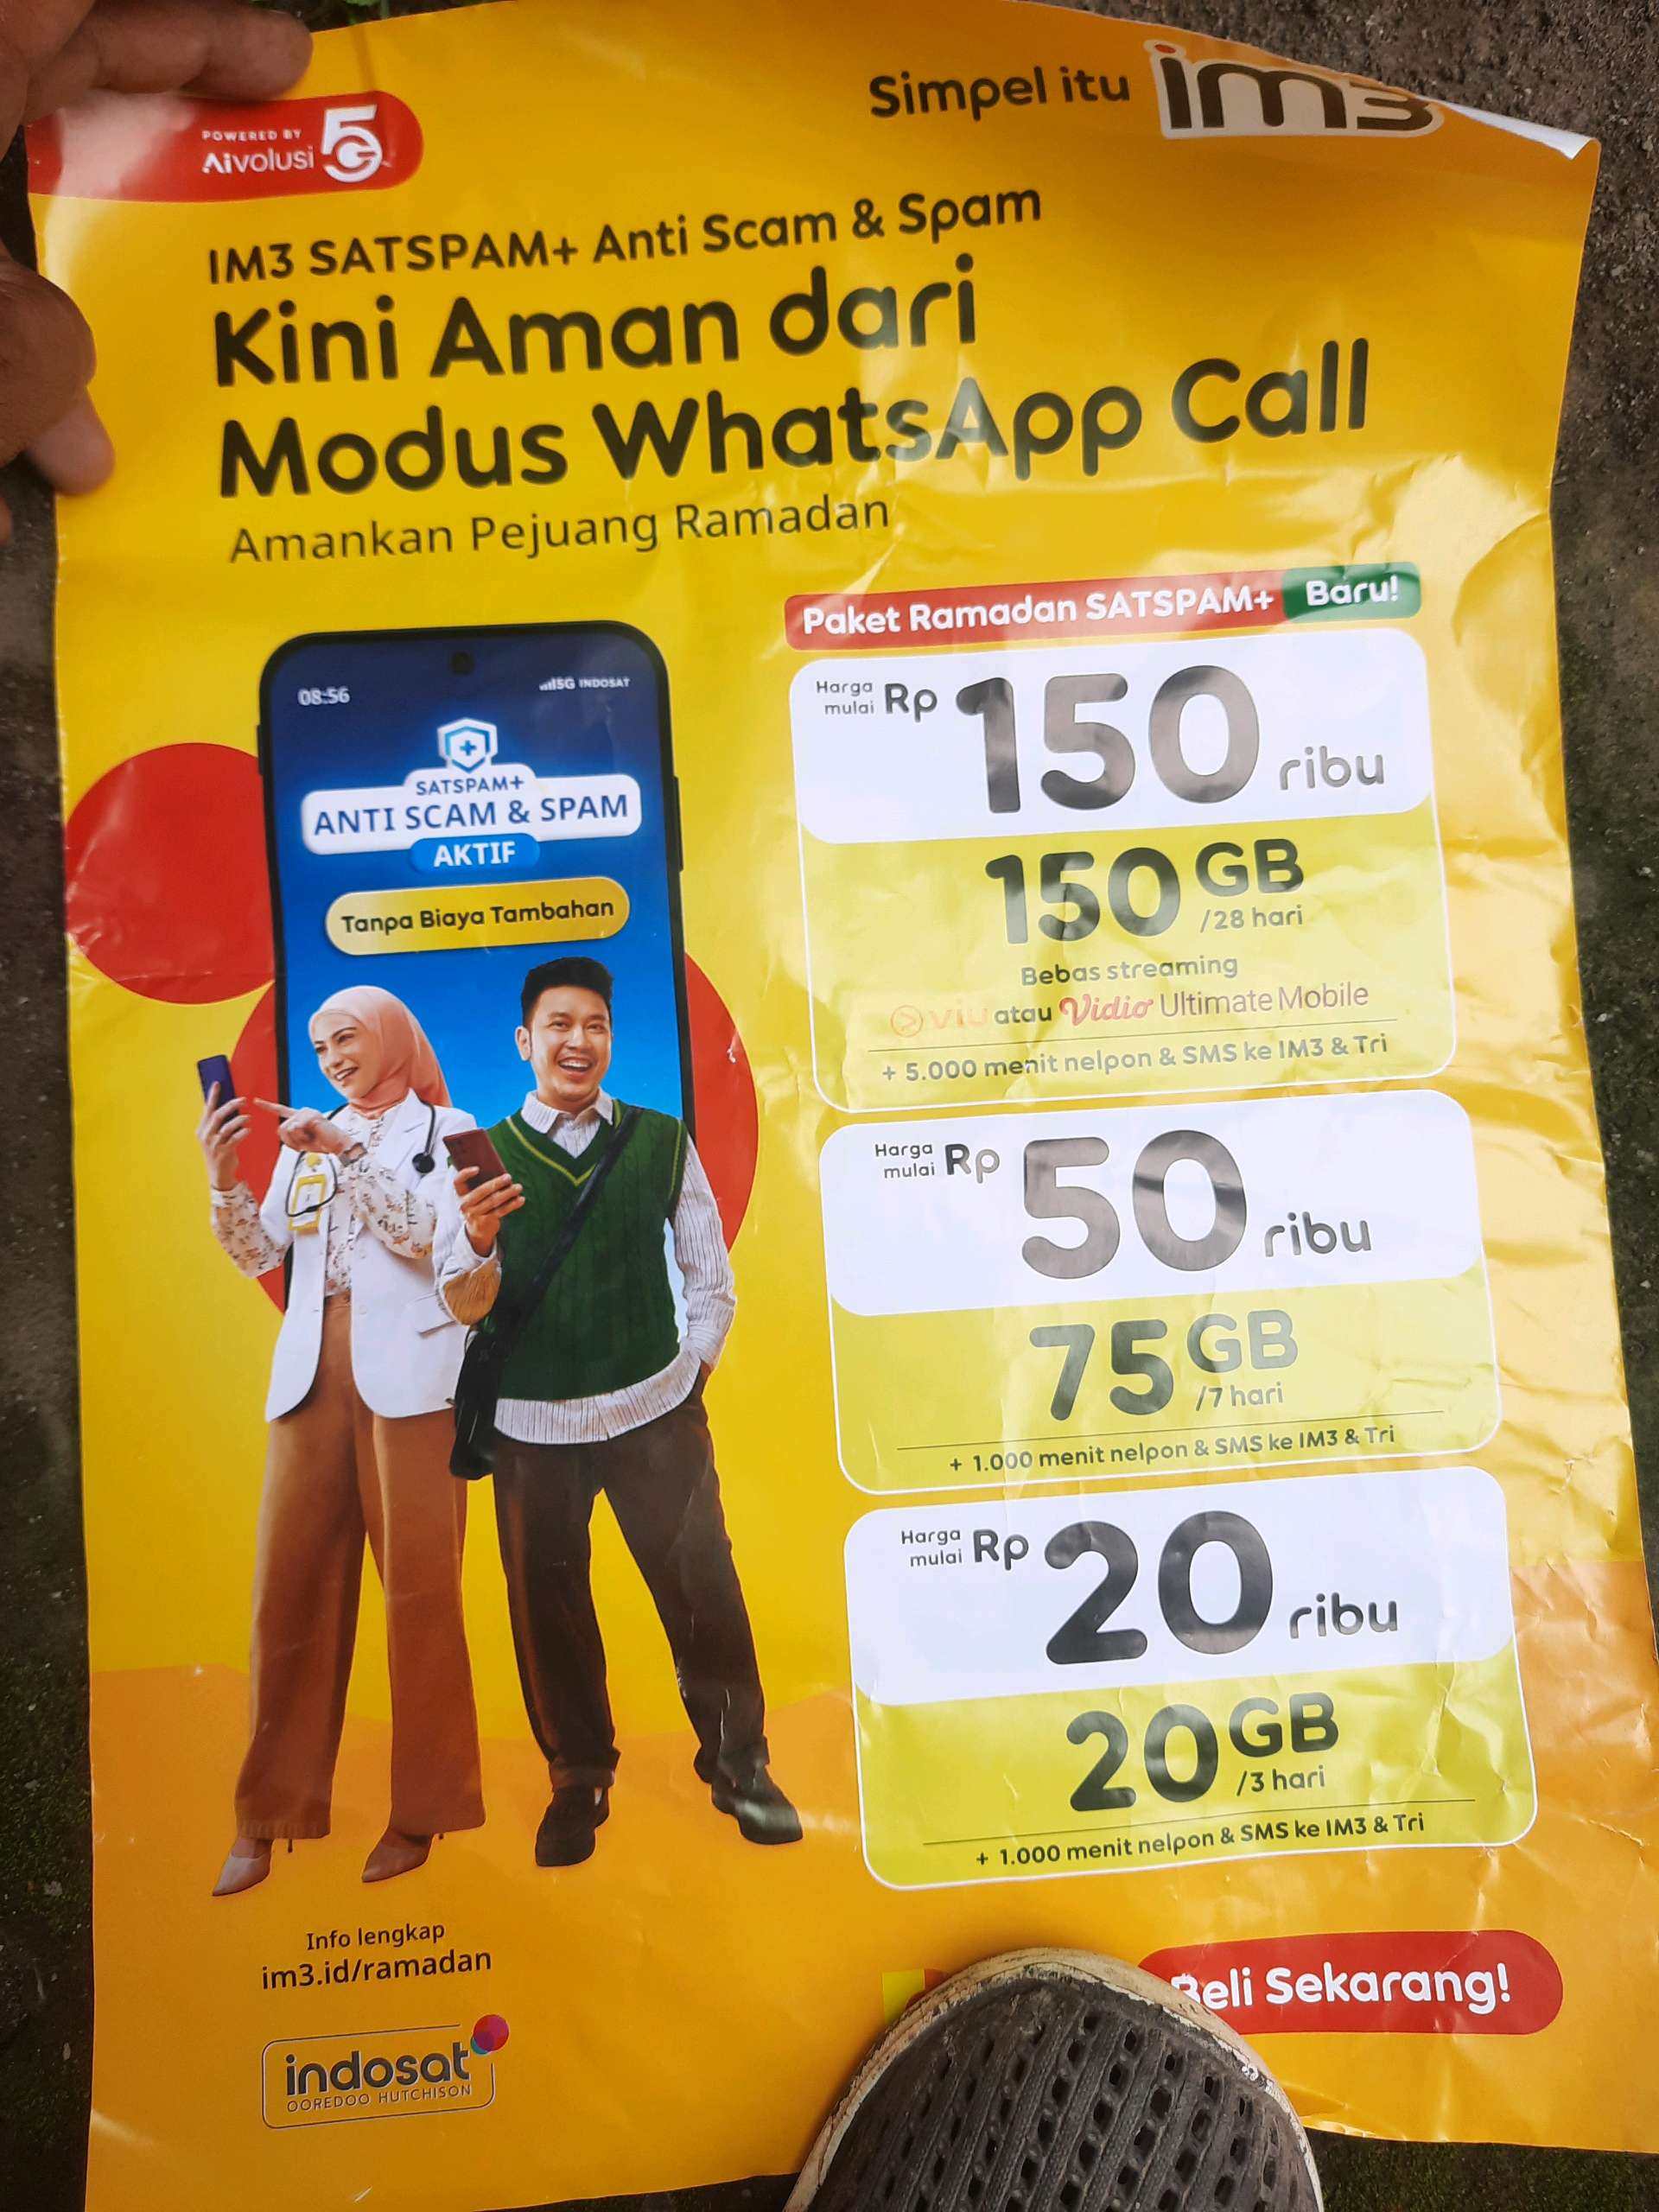 Simpel itu im3
POWERED BY
Aivolusi 5G
IM3 SATSPAM+ Anti Scam & Spam
Kini Aman dari
Modus WhatsApp Call
Amankan Pejuang Ramadan
08:56
5G INDOSAT
SATSPAM+
ANTI SCAM & SPAM
AKTIF
Tanpa Biaya Tambahan
Paket Ramadan SATSPAM+ Baru!
Harga
mulai Rp 150 ribu
150 GB
/28 hari
Bebas streaming
viu atau Vidio Ultimate Mobile
+ 5.000 menit nelpon & SMS ke IM3 & Tri
Harga
mulai Rp 50 ribu
75 GB
/7 hari
+ 1.000 menit nelpon & SMS ke IM3 & Tri
Harga
mulai Rp 20 ribu
20 GB
/3 hari
+ 1.000 menit nelpon & SMS ke IM3 & Tri
Info lengkap
im3.id/ramadan
Beli Sekarang!
indosat
OOREDOO HUTCHISON